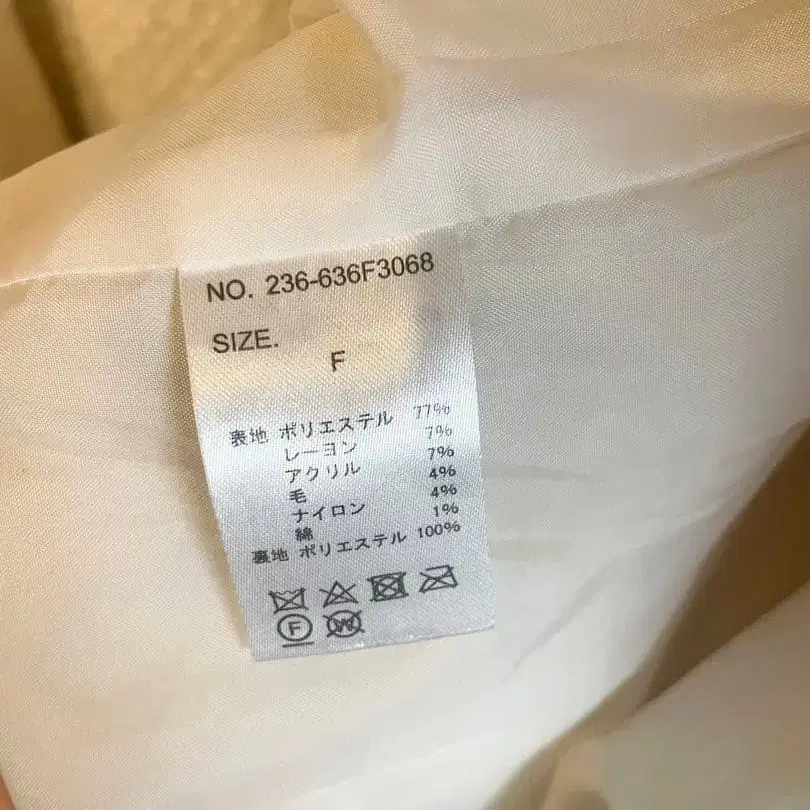 NO. 236-636F3068
SIZE.
F
表地 ポリエステル 77%
レーヨン 7%
アクリル 7%
毛 4%
ナイロン 4%
綿 1%
裏地 ポリエステル 100%
F W